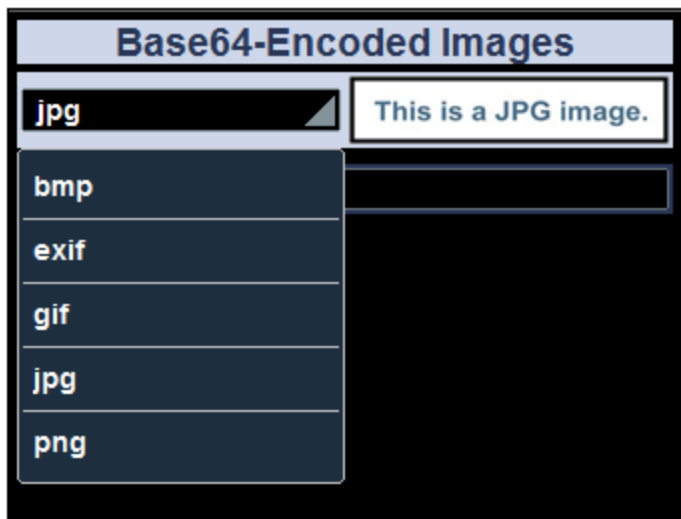 Base64-Encoded Images
jpg
This is a JPG image.
bmp
exif
gif
jpg
png